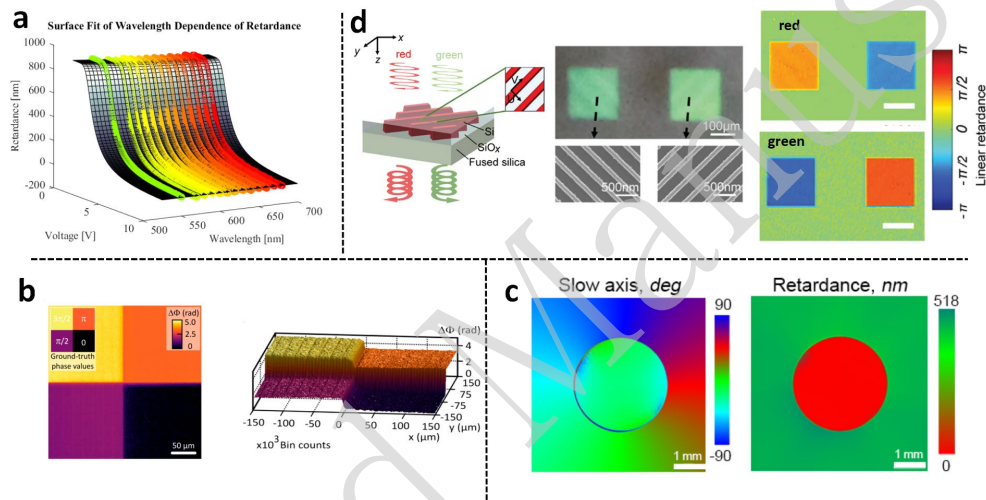 a
Surface Fit of Wavelength Dependence of Retardance
1000
800
600
400
200
0
-200
Retardance [nm]
0
5
10
Voltage [V]
500
550
600
650
700
Wavelength [nm]
d
x
y
z
red
green
V
U
Si
SiOx
Fused silica
100μm
500nm
500nm
red
green
π
π/2
0
-π/2
-π
Linear retardance
b
3π/2
π
π/2
0
Ground-truth
phase values
ΔΦ (rad)
5.0
2.5
0
50 μm
ΔΦ (rad)
4
2
0
150
75
0
-75
-150
y (μm)
-150
-100
-50
0
50
100
150
x (μm)
x10³Bin counts
c
Slow axis, deg
90
-90
1 mm
Retardance, nm
518
0
1 mm
d Manus